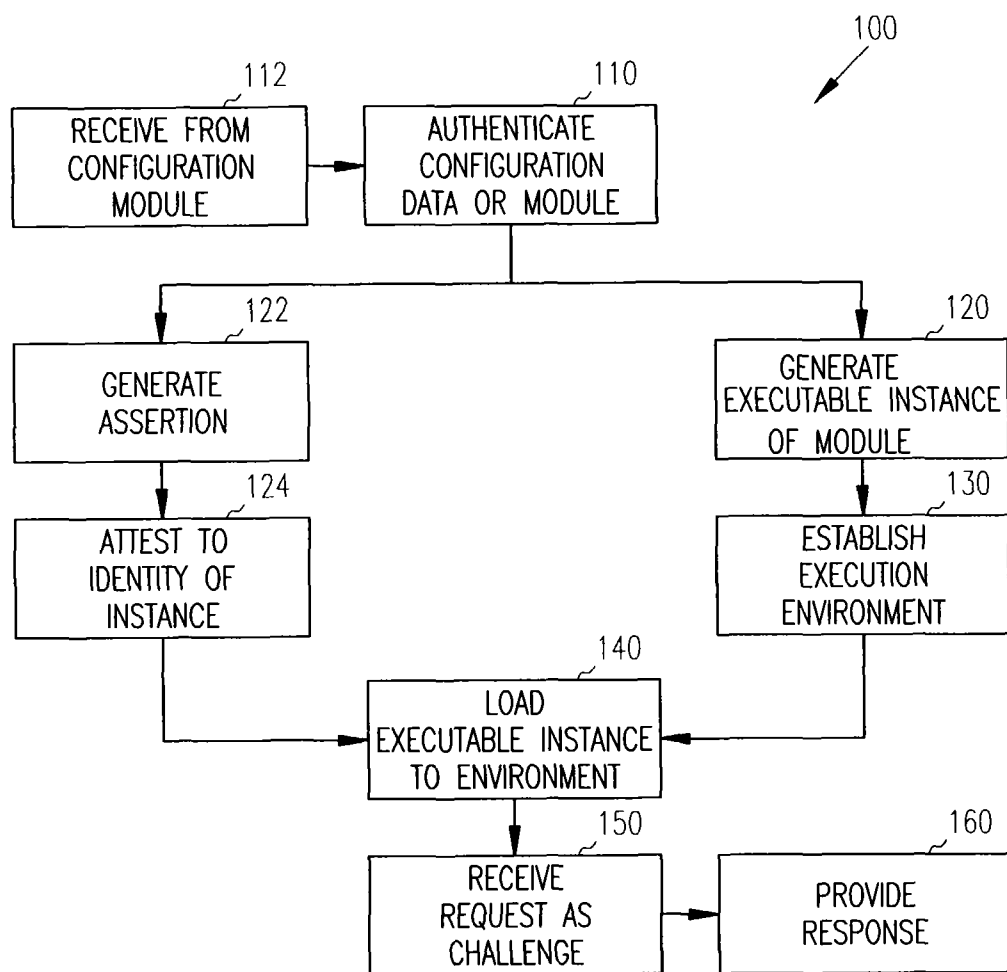 100
112
RECEIVE FROM
CONFIGURATION
MODULE
110
AUTHENTICATE
CONFIGURATION
DATA OR MODULE
122
GENERATE
ASSERTION
120
GENERATE
EXECUTABLE INSTANCE
OF MODULE
124
ATTEST TO
IDENTITY OF
INSTANCE
130
ESTABLISH
EXECUTION
ENVIRONMENT
140
LOAD
EXECUTABLE INSTANCE
TO ENVIRONMENT
150
RECEIVE
REQUEST AS
CHALLENGE
160
PROVIDE
RESPONSE